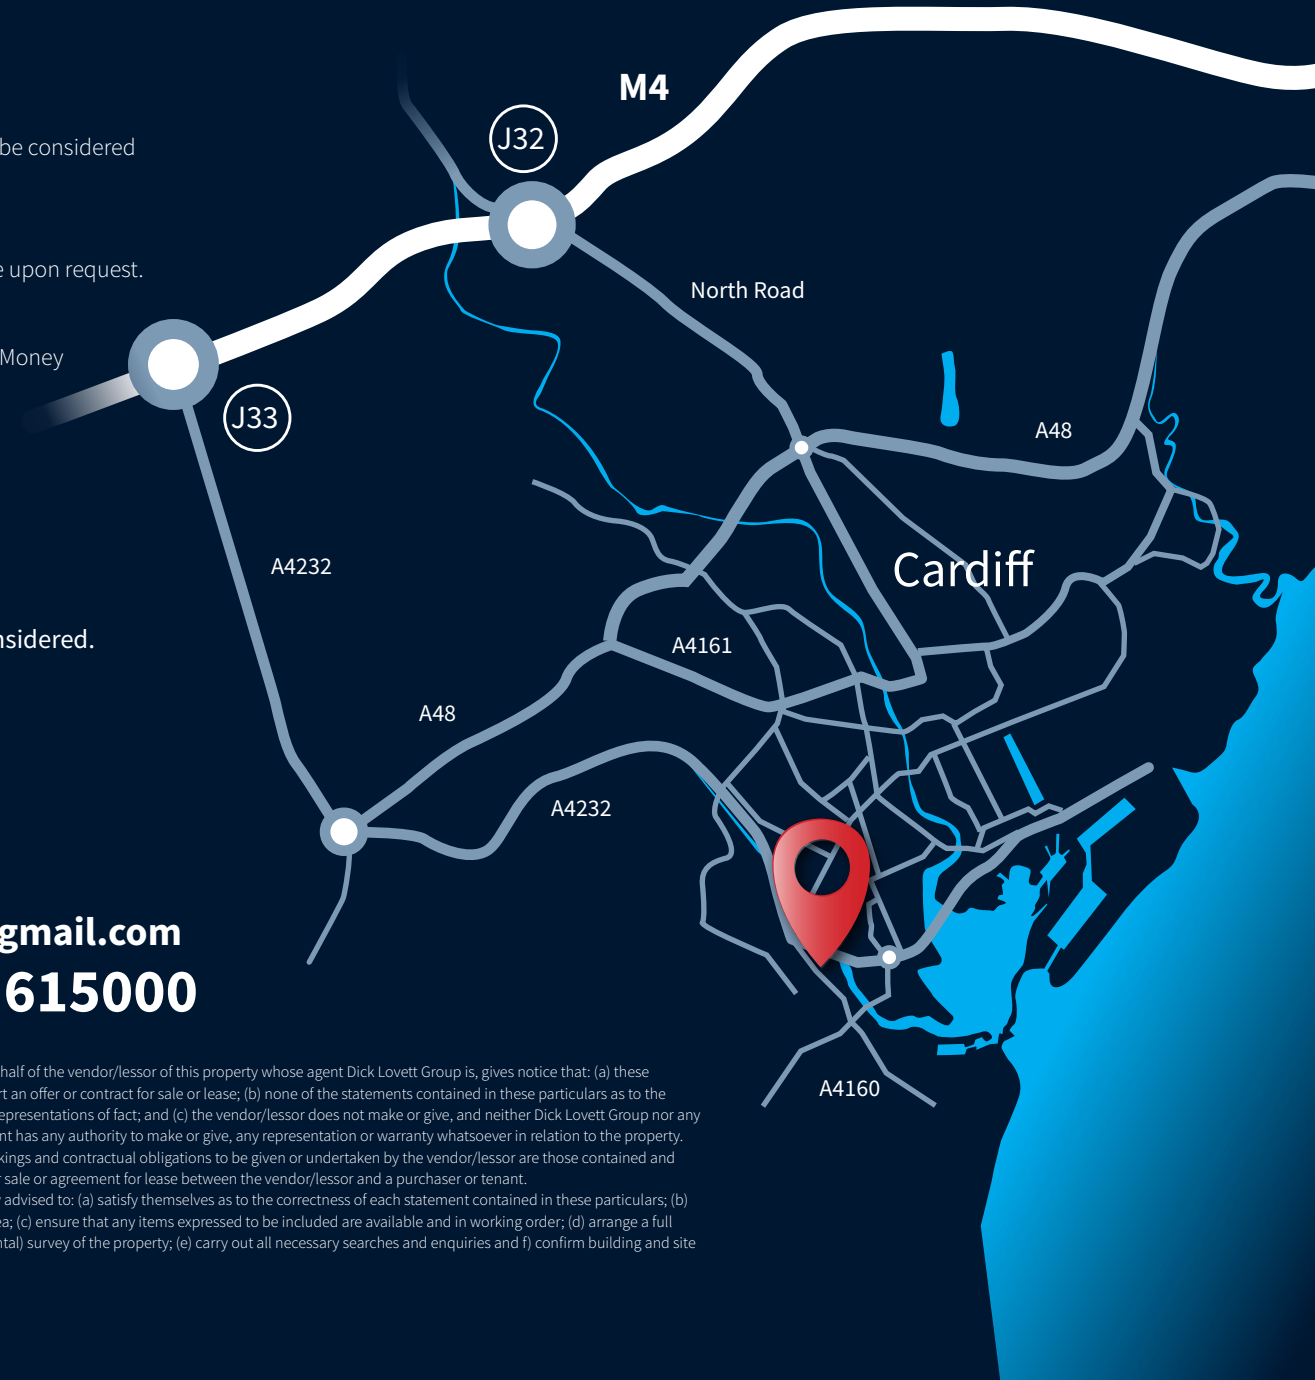 M4
J32
be considered
upon request.
North Road
Money
J33
A48
A4232
Cardiff
nsidered.
A4161
A48
A4232
gmail.com
615000
half of the vendor/lessor of this property whose agent Dick Lovett Group is, gives notice that: (a) these
rt an offer or contract for sale or lease; (b) none of the statements contained in these particulars as to the
epresentations of fact; and (c) the vendor/lessor does not make or give, and neither Dick Lovett Group nor any
nt has any authority to make or give, any representation or warranty whatsoever in relation to the property.
kings and contractual obligations to be given or undertaken by the vendor/lessor are those contained and
r sale or agreement for lease between the vendor/lessor and a purchaser or tenant.
advised to: (a) satisfy themselves as to the correctness of each statement contained in these particulars; (b)
ea; (c) ensure that any items expressed to be included are available and in working order; (d) arrange a full
ntal) survey of the property; (e) carry out all necessary searches and enquiries and f) confirm building and site
A4160